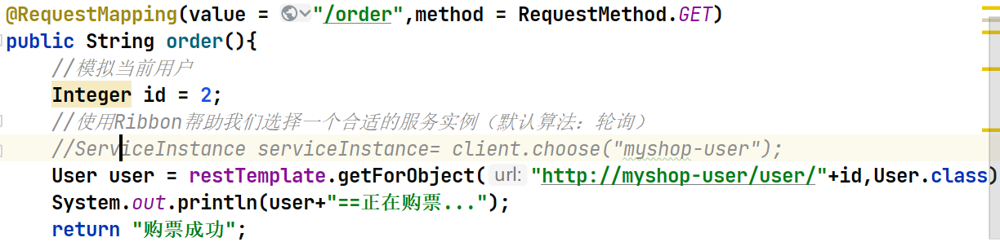 @RequestMapping(value = "/order",method = RequestMethod.GET)
public String order(){
//模拟当前用户
Integer id = 2;
//使用Ribbon帮助我们选择一个合适的服务实例（默认算法：轮询）
//ServiceInstance serviceInstance= client.choose("myshop-user");
User user = restTemplate.getForObject( url: "http://myshop-user/user/"+id,User.class)
System.out.println(user+"==正在购票...");
return "购票成功";